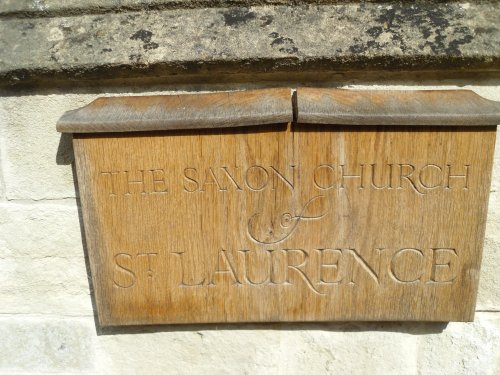 THE SAXON CHURCH
of
ST LAURENCE